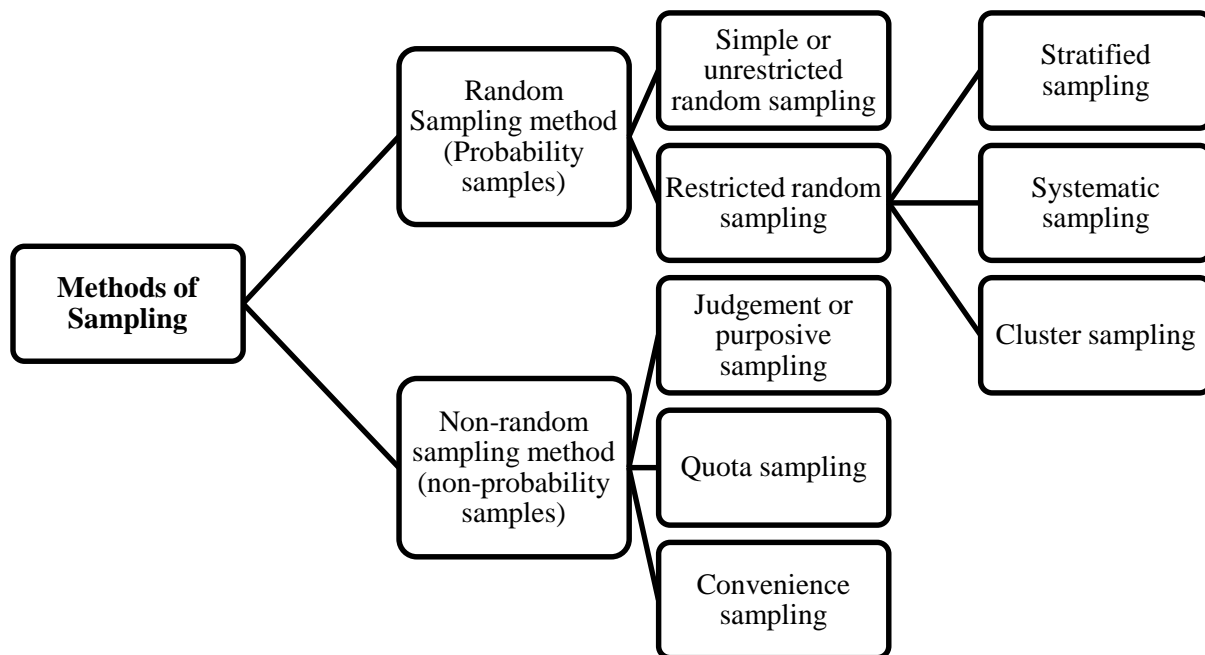 Methods of
Sampling
Random
Sampling method
(Probability
samples)
Simple or
unrestricted
random sampling
Restricted random
sampling
Stratified
sampling
Systematic
sampling
Cluster sampling
Non-random
sampling method
(non-probability
samples)
Judgement or
purposive
sampling
Quota sampling
Convenience
sampling